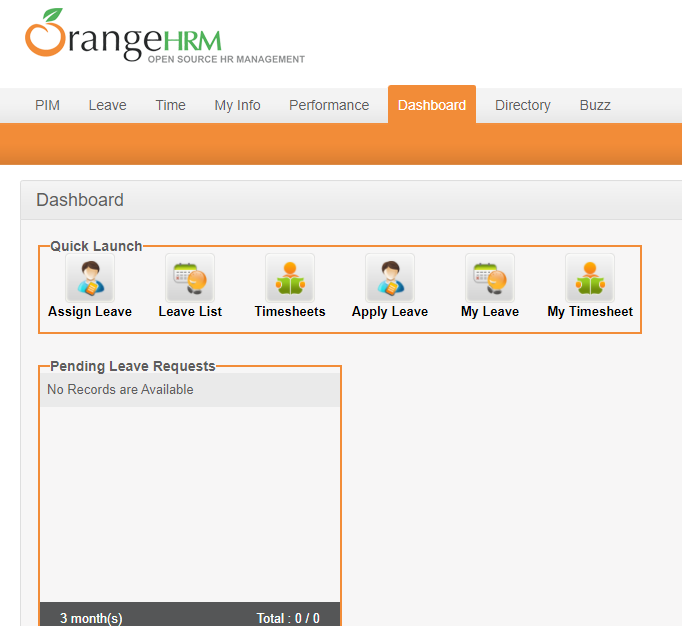 OrangeHRM
OPEN SOURCE HR MANAGEMENT
PIM Leave Time My Info Performance Dashboard Directory Buzz
Dashboard
Quick Launch
Assign Leave Leave List Timesheets Apply Leave My Leave My Timesheet
Pending Leave Requests
No Records are Available
3 month(s) Total : 0 / 0